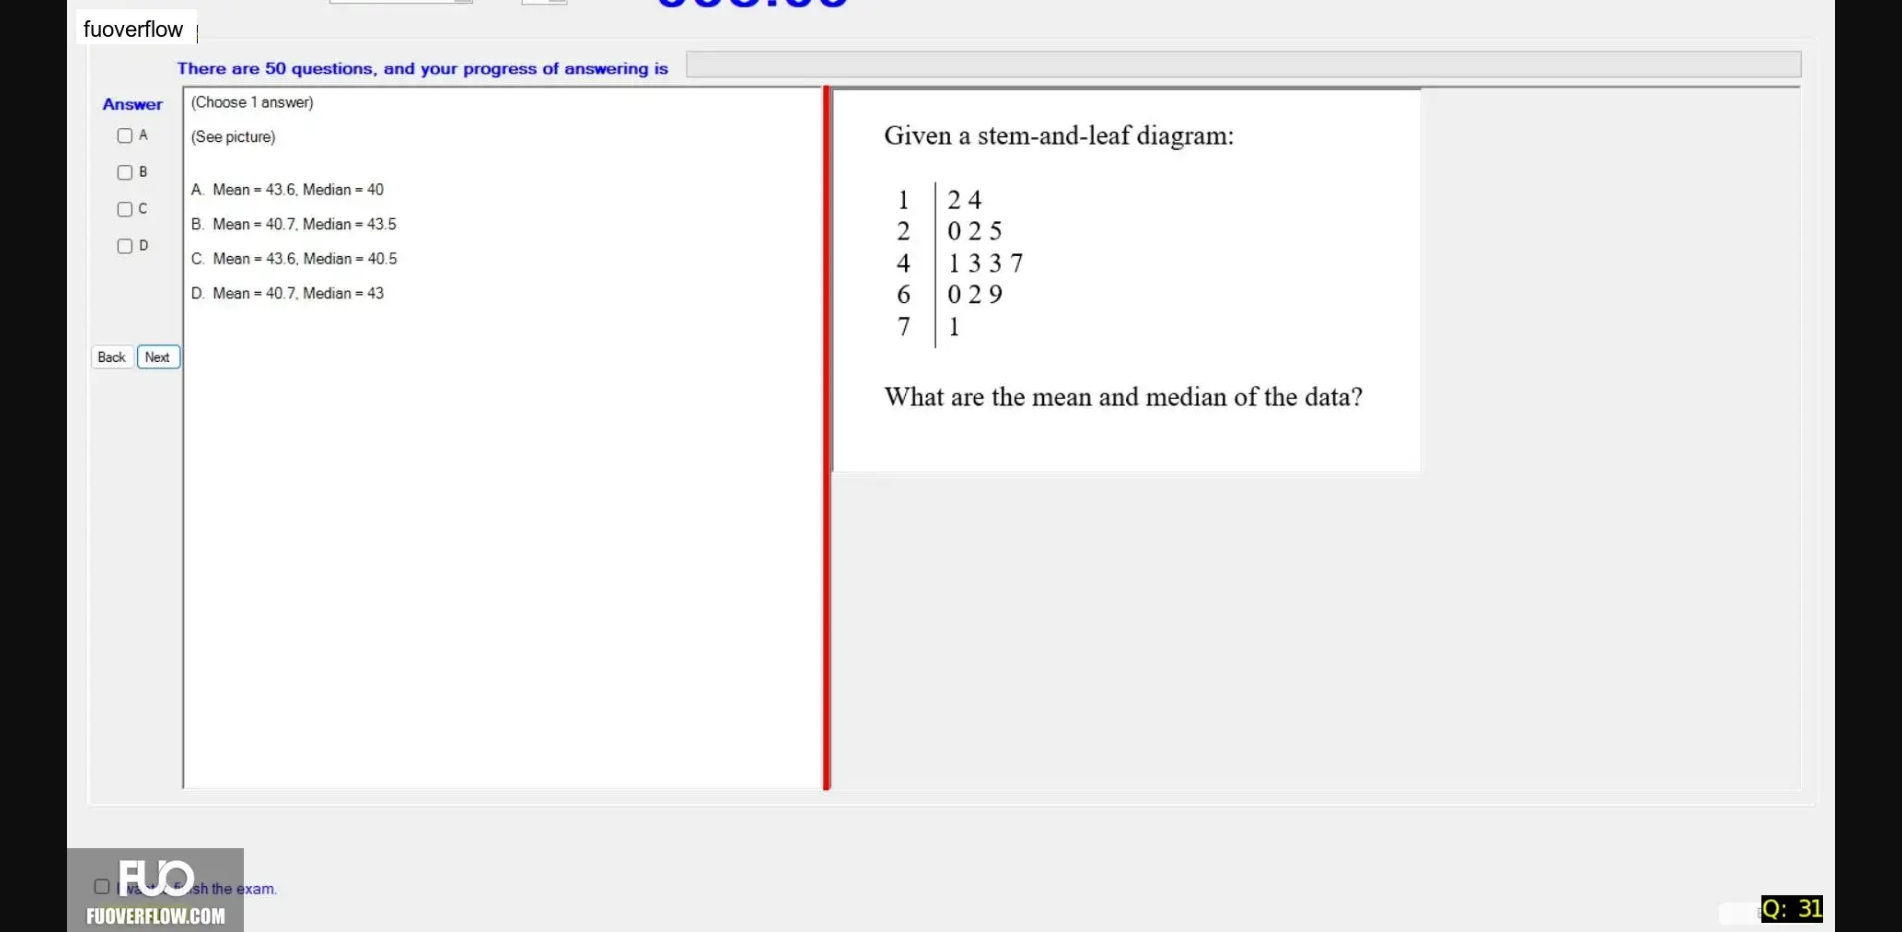 fuoverflow
There are 50 questions, and your progress of answering is
Answer
A
B
C
D
Back
Next
(Choose 1 answer)
(See picture)
A. Mean = 43.6, Median = 40
B. Mean = 40.7, Median = 43.5
C. Mean = 43.6, Median = 40.5
D. Mean = 40.7, Median = 43
Given a stem-and-leaf diagram:
1 | 2 4
2 | 0 2 5
4 | 1 3 3 7
6 | 0 2 9
7 | 1
What are the mean and median of the data?
the exam.
FUO
FUOVERFLOW.COM
Q: 31